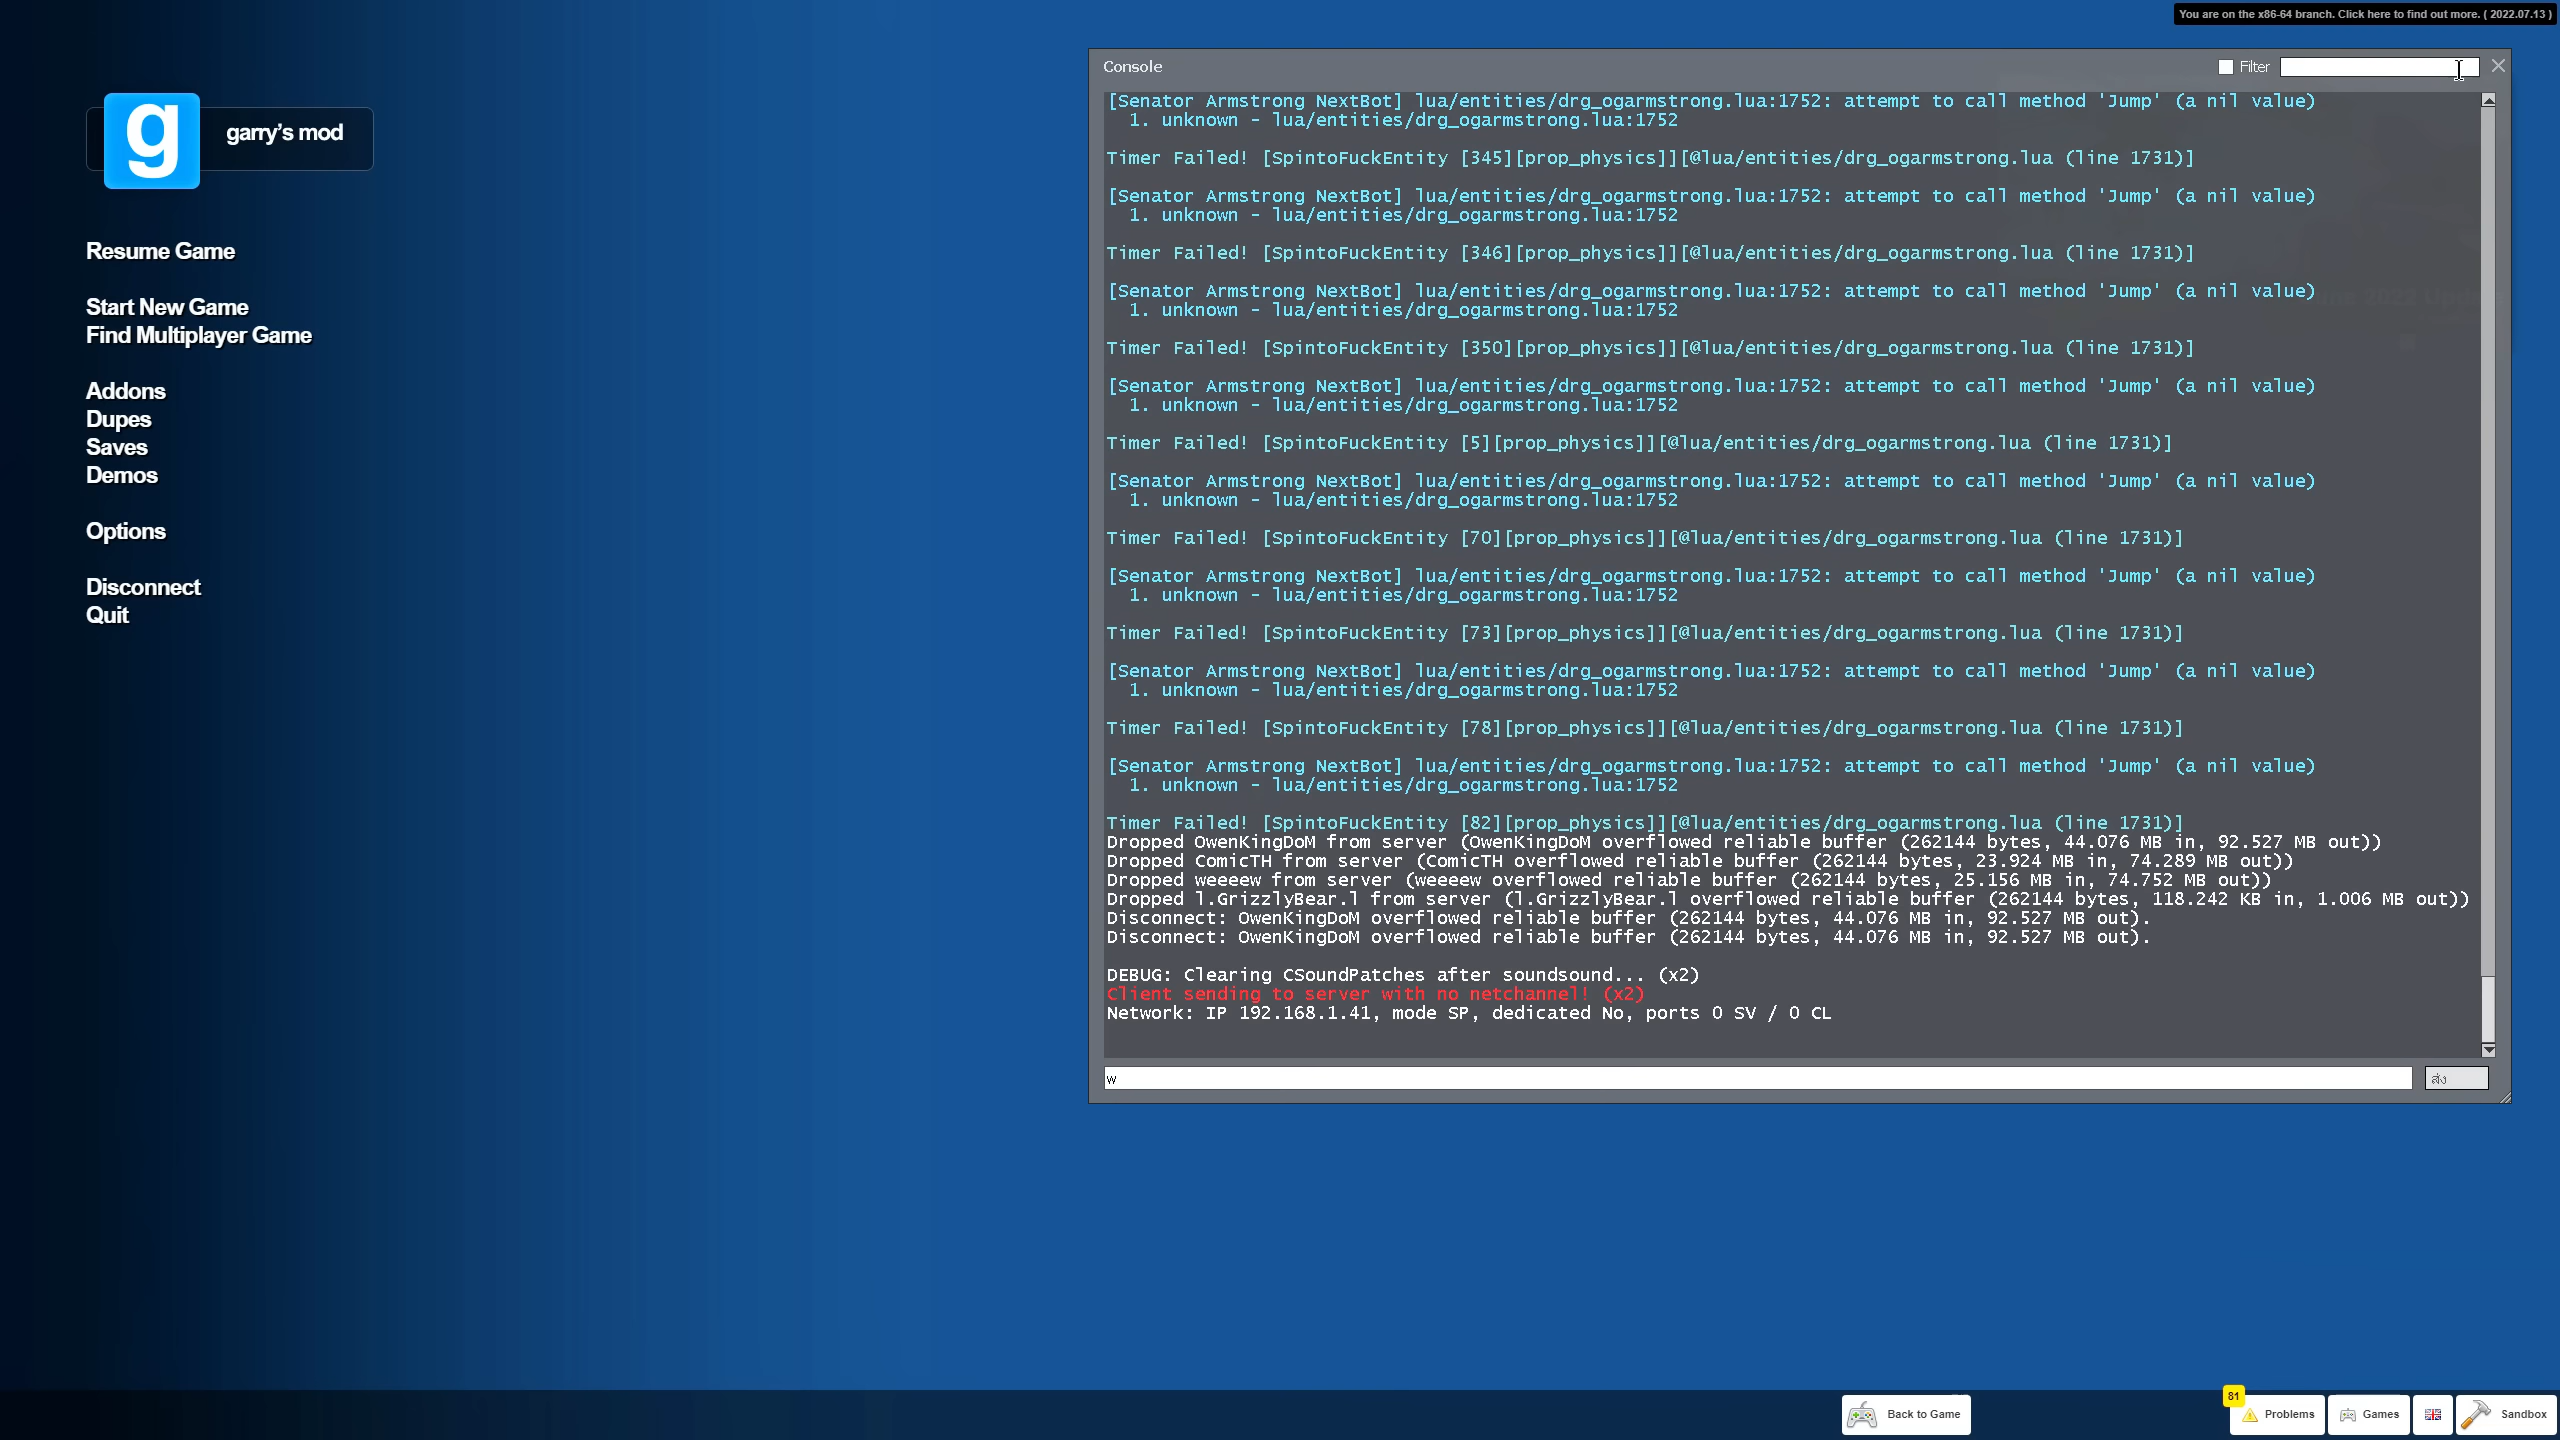 You are on the x86-64 branch. Click here to find out more. ( 2022.07.13 )
g
garry's mod
Resume Game
Start New Game
Find Multiplayer Game
Addons
Dupes
Saves
Demos
Options
Disconnect
Quit
Console
Filter
[Senator Armstrong NextBot] lua/entities/drg_ogarmstrong.lua:1752: attempt to call method 'Jump' (a nil value)
1. unknown - lua/entities/drg_ogarmstrong.lua:1752
Timer Failed! [SpintoFuckEntity [345][prop_physics]][@lua/entities/drg_ogarmstrong.lua (line 1731)]
[Senator Armstrong NextBot] lua/entities/drg_ogarmstrong.lua:1752: attempt to call method 'Jump' (a nil value)
1. unknown - lua/entities/drg_ogarmstrong.lua:1752
Timer Failed! [SpintoFuckEntity [346][prop_physics]][@lua/entities/drg_ogarmstrong.lua (line 1731)]
[Senator Armstrong NextBot] lua/entities/drg_ogarmstrong.lua:1752: attempt to call method 'Jump' (a nil value)
1. unknown - lua/entities/drg_ogarmstrong.lua:1752
Timer Failed! [SpintoFuckEntity [350][prop_physics]][@lua/entities/drg_ogarmstrong.lua (line 1731)]
[Senator Armstrong NextBot] lua/entities/drg_ogarmstrong.lua:1752: attempt to call method 'Jump' (a nil value)
1. unknown - lua/entities/drg_ogarmstrong.lua:1752
Timer Failed! [SpintoFuckEntity [5][prop_physics]][@lua/entities/drg_ogarmstrong.lua (line 1731)]
[Senator Armstrong NextBot] lua/entities/drg_ogarmstrong.lua:1752: attempt to call method 'Jump' (a nil value)
1. unknown - lua/entities/drg_ogarmstrong.lua:1752
Timer Failed! [SpintoFuckEntity [70][prop_physics]][@lua/entities/drg_ogarmstrong.lua (line 1731)]
[Senator Armstrong NextBot] lua/entities/drg_ogarmstrong.lua:1752: attempt to call method 'Jump' (a nil value)
1. unknown - lua/entities/drg_ogarmstrong.lua:1752
Timer Failed! [SpintoFuckEntity [73][prop_physics]][@lua/entities/drg_ogarmstrong.lua (line 1731)]
[Senator Armstrong NextBot] lua/entities/drg_ogarmstrong.lua:1752: attempt to call method 'Jump' (a nil value)
1. unknown - lua/entities/drg_ogarmstrong.lua:1752
Timer Failed! [SpintoFuckEntity [78][prop_physics]][@lua/entities/drg_ogarmstrong.lua (line 1731)]
[Senator Armstrong NextBot] lua/entities/drg_ogarmstrong.lua:1752: attempt to call method 'Jump' (a nil value)
1. unknown - lua/entities/drg_ogarmstrong.lua:1752
Timer Failed! [SpintoFuckEntity [82][prop_physics]][@lua/entities/drg_ogarmstrong.lua (line 1731)]
Dropped OwenKingDoM from server (OwenKingDoM overflowed reliable buffer (262144 bytes, 44.076 MB in, 92.527 MB out))
Dropped ComicTH from server (ComicTH overflowed reliable buffer (262144 bytes, 23.924 MB in, 74.289 MB out))
Dropped weeeew from server (weeeew overflowed reliable buffer (262144 bytes, 25.156 MB in, 74.752 MB out))
Dropped l.GrizzlyBear.l from server (l.GrizzlyBear.l overflowed reliable buffer (262144 bytes, 118.242 KB in, 1.006 MB out))
Disconnect: OwenKingDoM overflowed reliable buffer (262144 bytes, 44.076 MB in, 92.527 MB out).
Disconnect: OwenKingDoM overflowed reliable buffer (262144 bytes, 44.076 MB in, 92.527 MB out).
DEBUG: Clearing CSoundPatches after soundsound... (x2)
Client sending to server with no netchannel! (x2)
Network: IP 192.168.1.41, mode SP, dedicated No, ports 0 SV / 0 CL
w
ส่ง
Back to Game
81
Problems
Games
Sandbox